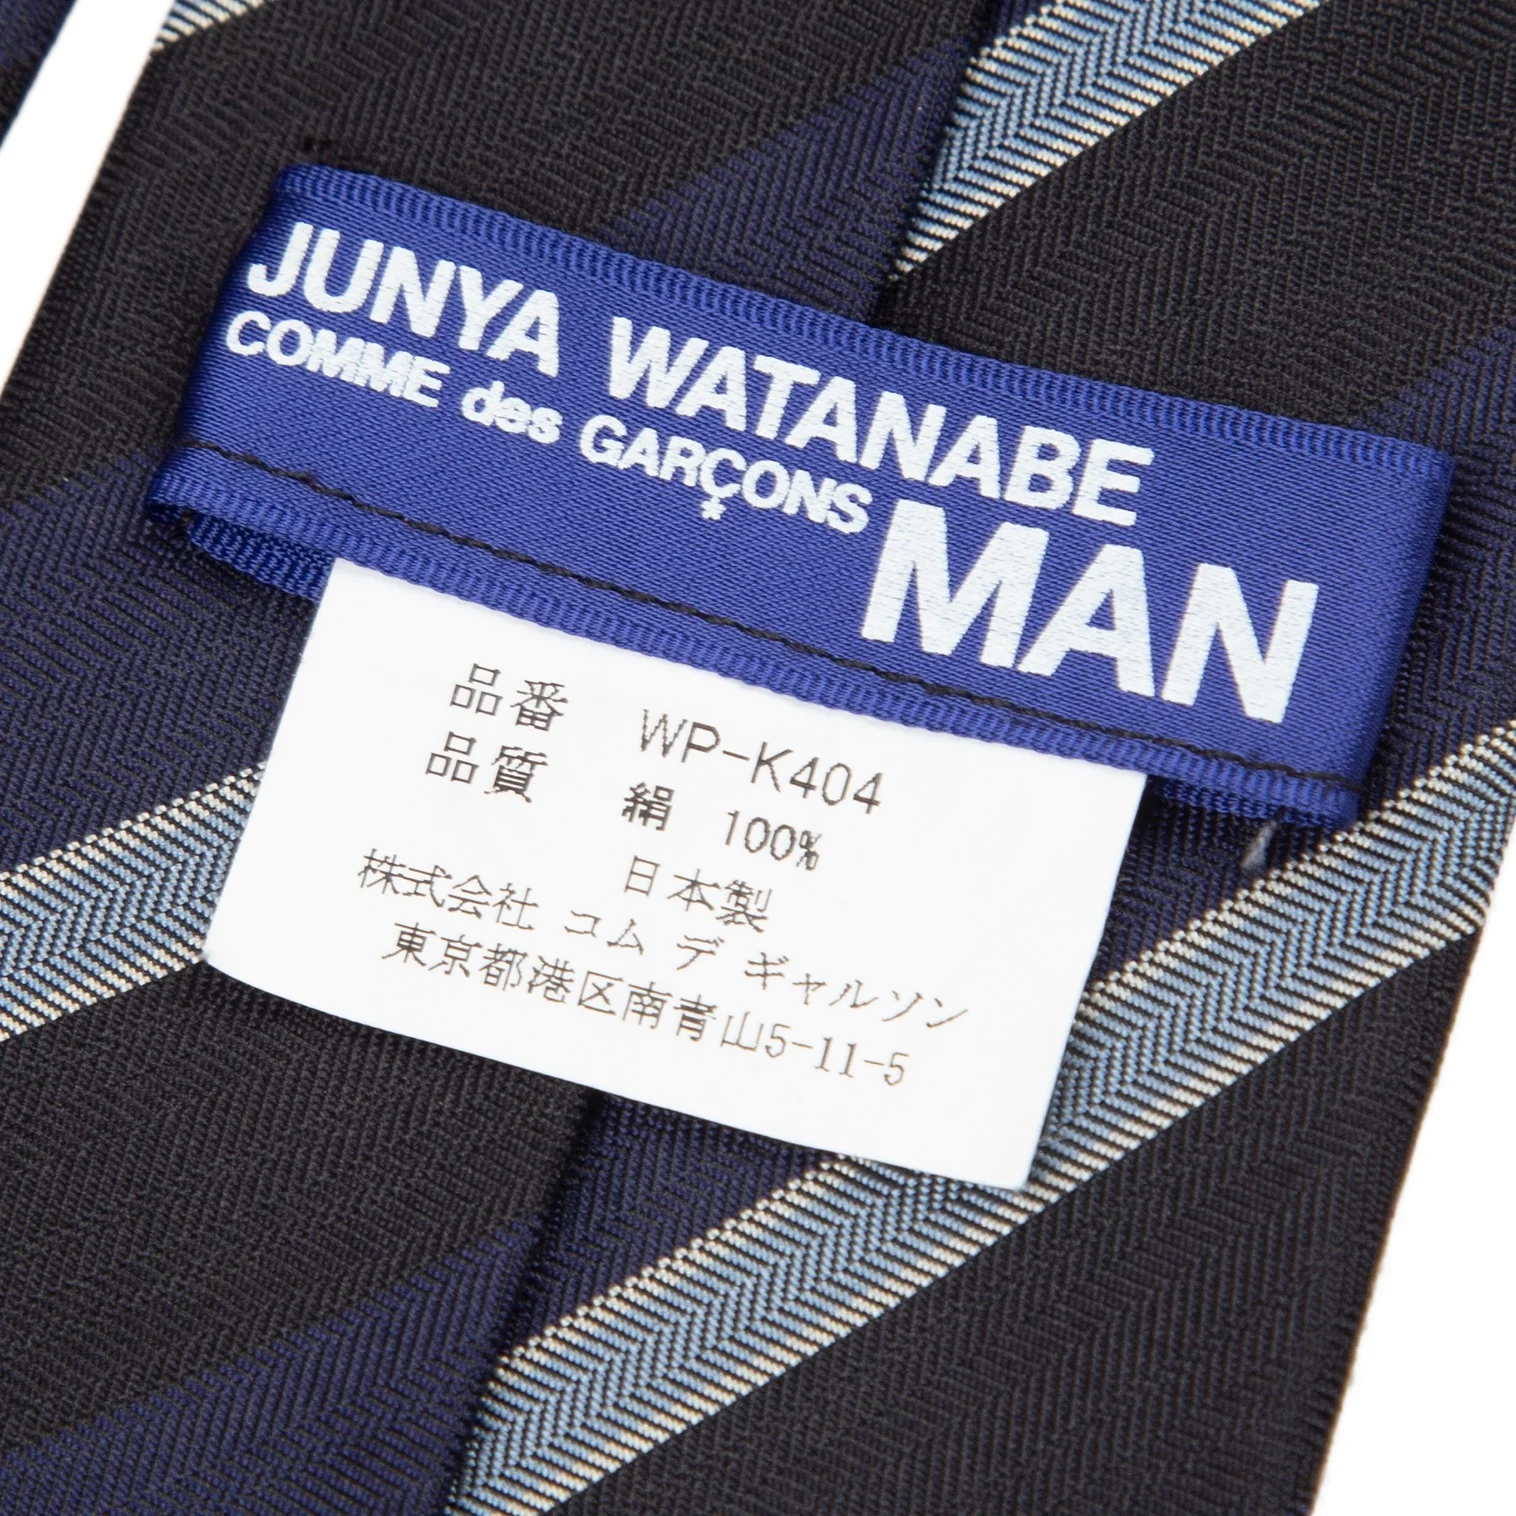 JUNYA WATANABE
COMME des GARÇONS
MAN
品番 WP-K404
品質 絹 100%
日本製
株式会社 コム デ ギャルソン
東京都港区南青山5-11-5